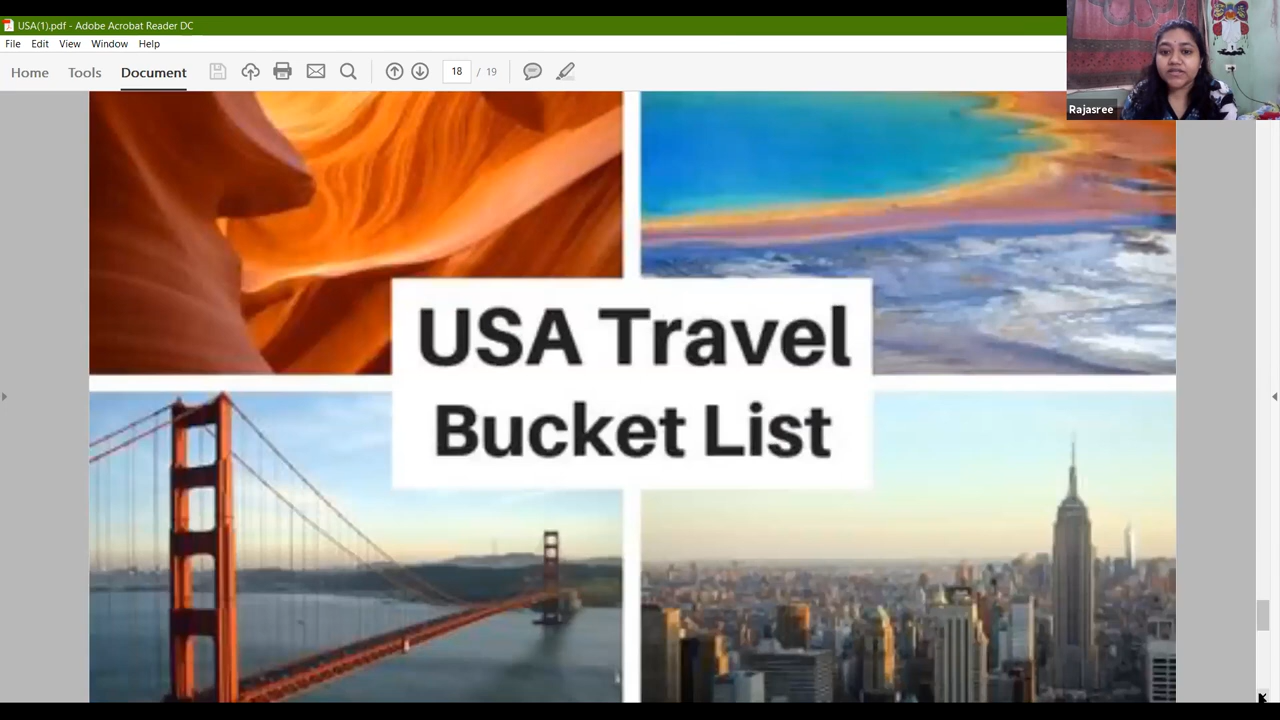 USA(1).pdf - Adobe Acrobat Reader DC
File Edit View Window Help
Home Tools Document 18 / 19
Rajasree
USA Travel
Bucket List